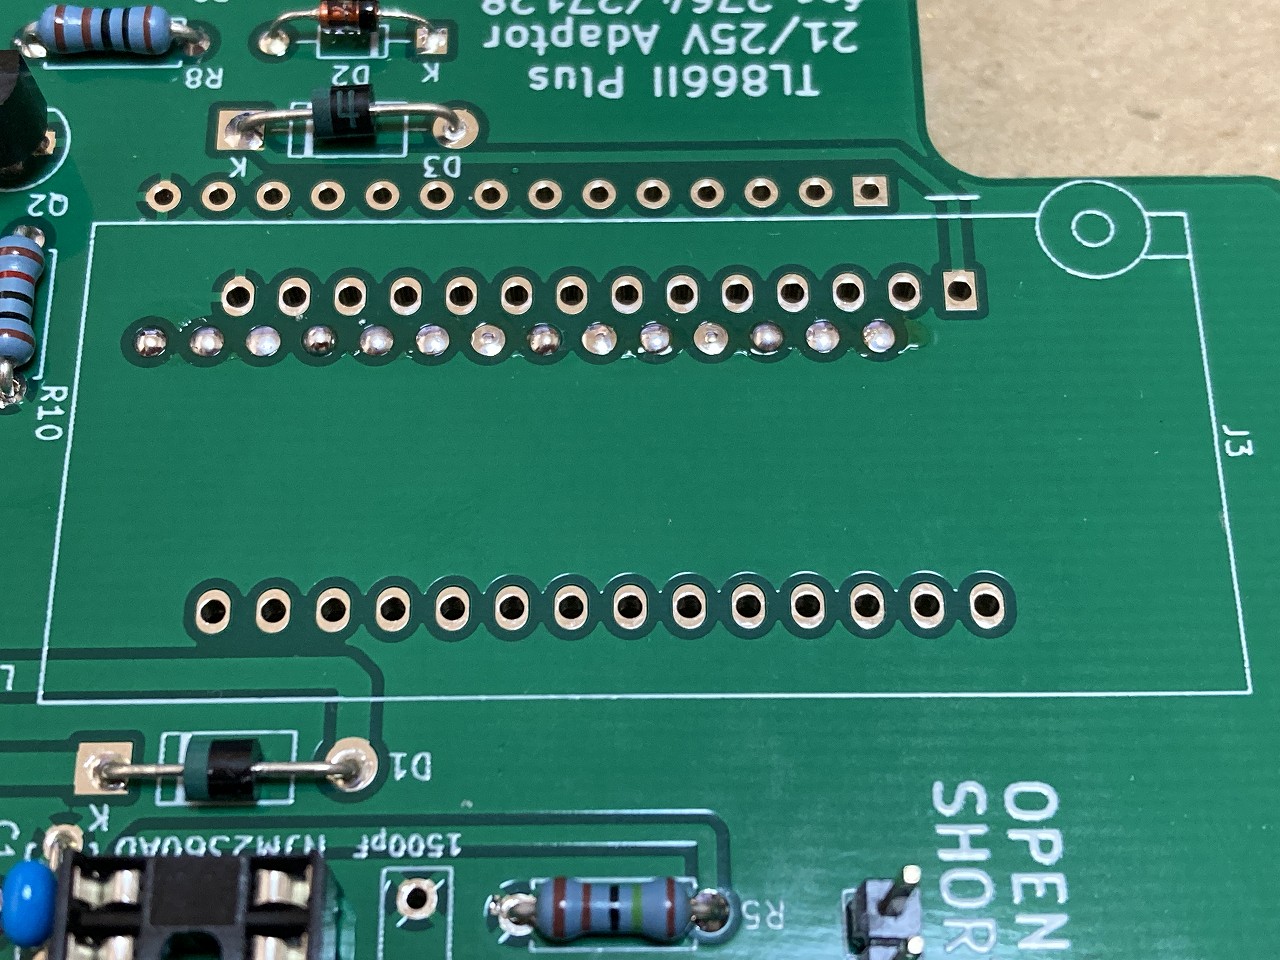 TL866II Plus
21/25V Adaptor
for 2764/27128
R8
D2
K
D3
K
Q2
R10
J3
D1
K
1500pF
NJM2360AD
R5
OPEN
SHOR